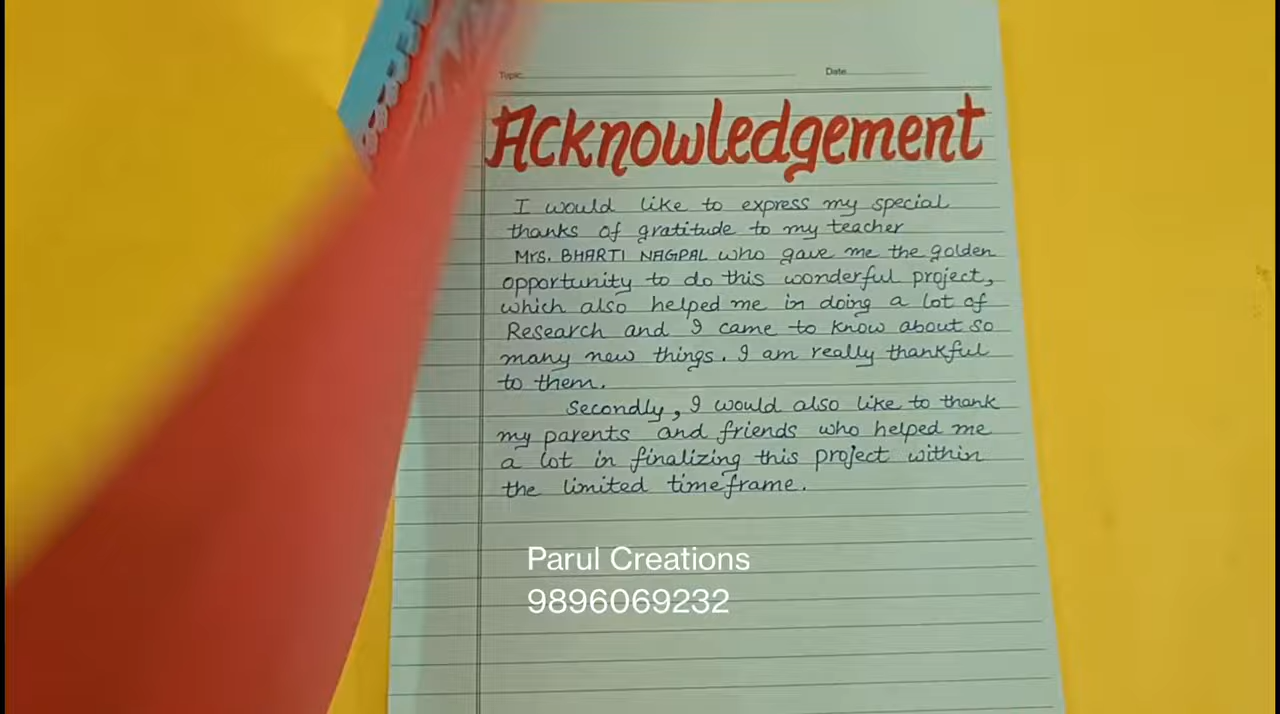 Topic
Date
Acknowledgement
I would like to express my special
thanks of gratitude to my teacher
Mrs. BHARTI NAGPAL who gave me the golden
opportunity to do this wonderful project,
which also helped me in doing a lot of
Research and I came to know about so
many new things. I am really thankful
to them.
Secondly, I would also like to thank
my parents and friends who helped me
a lot in finalizing this project within
the limited timeframe.
Parul Creations
9896069232